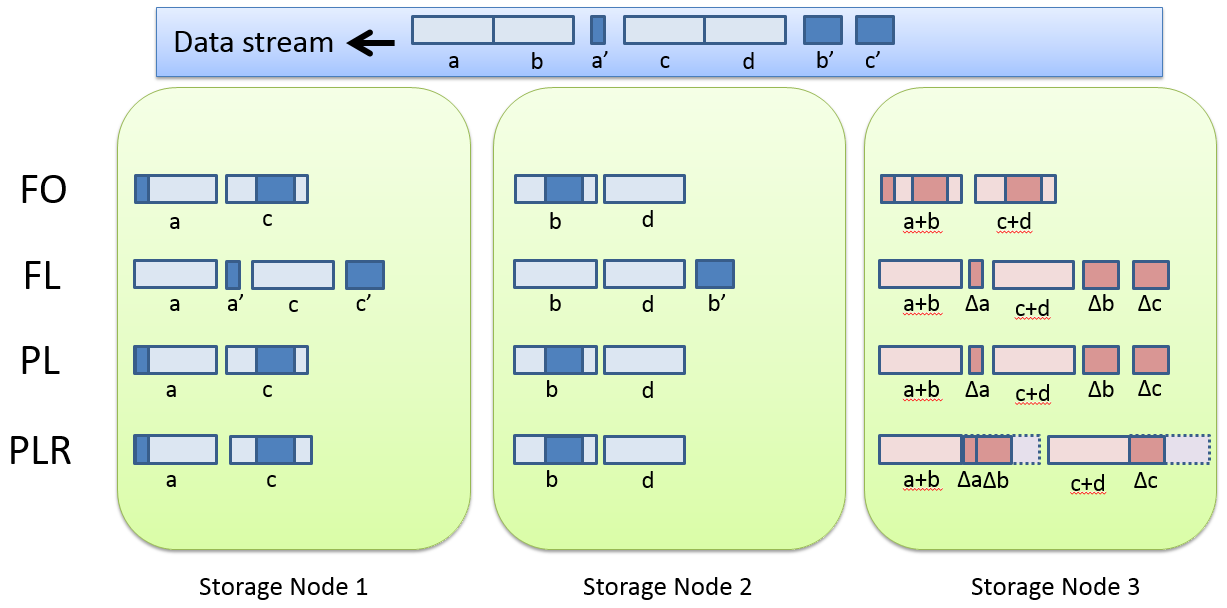 Data stream
a b a’ c d b’ c’
FO
a c
b d
a+b c+d
FL
a a’ c c’
b d b’
a+b Δa c+d Δb Δc
PL
a c
b d
a+b Δa c+d Δb Δc
PLR
a c
b d
a+b ΔaΔb c+d Δc
Storage Node 1
Storage Node 2
Storage Node 3